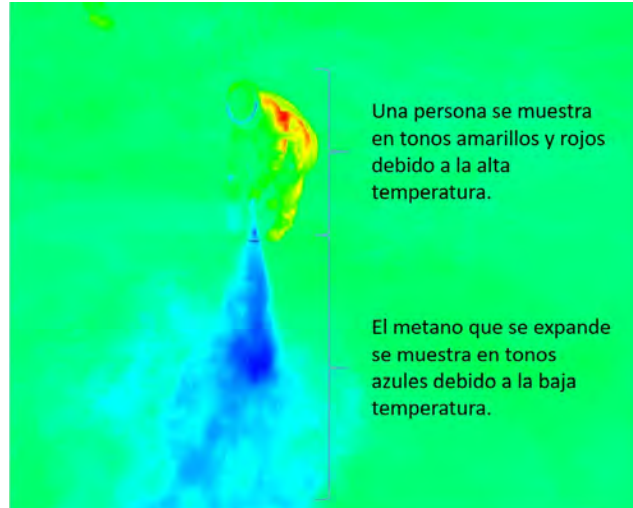 Una persona se muestra
en tonos amarillos y rojos
debido a la alta
temperatura.
El metano que se expande
se muestra en tonos
azules debido a la baja
temperatura.